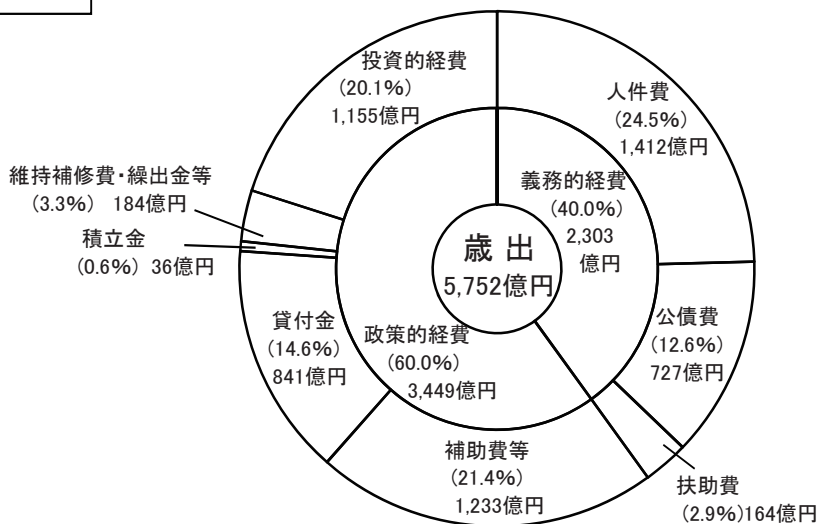 歳出
5,752億円
義務的経費
(40.0%)
2,303
億円
政策的経費
(60.0%)
3,449億円
人件費
(24.5%)
1,412億円
公債費
(12.6%)
727億円
扶助費
(2.9%)164億円
補助費等
(21.4%)
1,233億円
貸付金
(14.6%)
841億円
積立金
(0.6%) 36億円
維持補修費・繰出金等
(3.3%) 184億円
投資的経費
(20.1%)
1,155億円